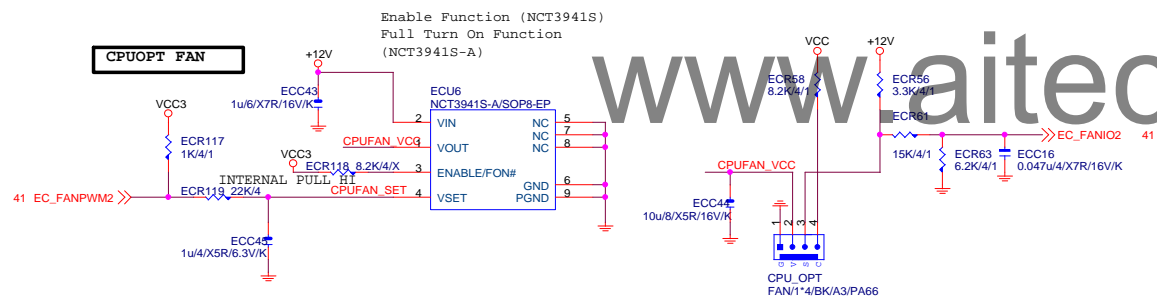 Enable Function (NCT3941S)
Full Turn On Function
(NCT3941S-A)
CPUOPT FAN
www.aitec
+12V
VCC
+12V
ECC43
1u/6/X7R/16V/K
ECU6
NCT3941S-A/SOP8-EP
ECR58
8.2K/4/1
ECR56
3.3K/4/1
VCC3
ECR117
1K/4/1
2 VIN
NC 5
NC 7
CPUFAN_VCC
1 VOUT
NC 8
ECR61
15K/4/1
EC_FANIO2 41
VCC3
ECR118 8.2K/4/X
3 ENABLE/FON#
INTERNAL PULL HI
GND 6
PGND 9
CPUFAN_VCC
ECR63
6.2K/4/1
ECC16
0.047u/4/X7R/16V/K
41 EC_FANPWM2
ECR119 22K/4
CPUFAN_SET
4 VSET
ECC44
10u/8/X5R/16V/K
ECC45
1u/4/X5R/6.3V/K
1 2 3 4
G V S C
CPU_OPT
FAN/1*4/BK/A3/PA66